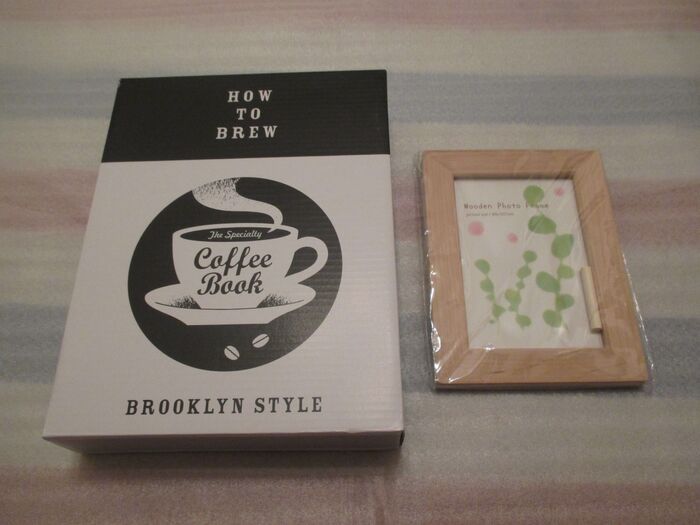 HOW
TO
BREW
The Specialty
Coffee
Book
BROOKLYN STYLE
Wooden Photo Frame